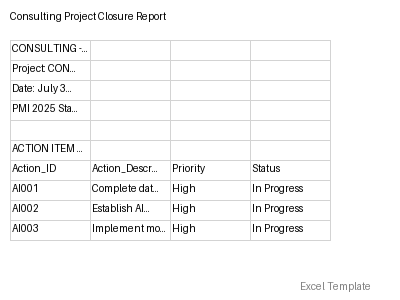 Consulting Project Closure Report
CONSULTING -...
Project: CON...
Date: July 3...
PMI 2025 Sta...
ACTION ITEM ...
Action_ID Action_Descr... Priority Status
AI001 Complete dat... High In Progress
AI002 Establish AI... High In Progress
AI003 Implement mo... High In Progress
Excel Template